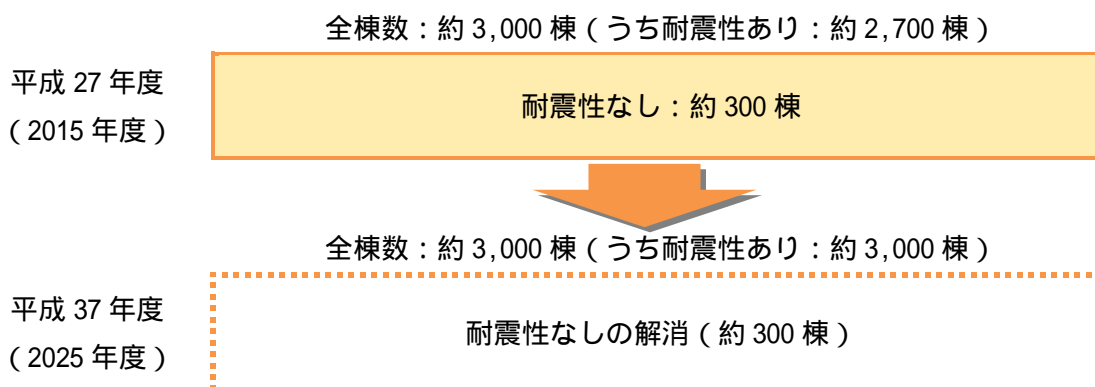 全棟数：約 3,000 棟（うち耐震性あり：約 2,700 棟）
平成 27 年度
（2015 年度）
耐震性なし：約 300 棟
全棟数：約 3,000 棟（うち耐震性あり：約 3,000 棟）
平成 37 年度
（2025 年度）
耐震性なしの解消（約 300 棟）